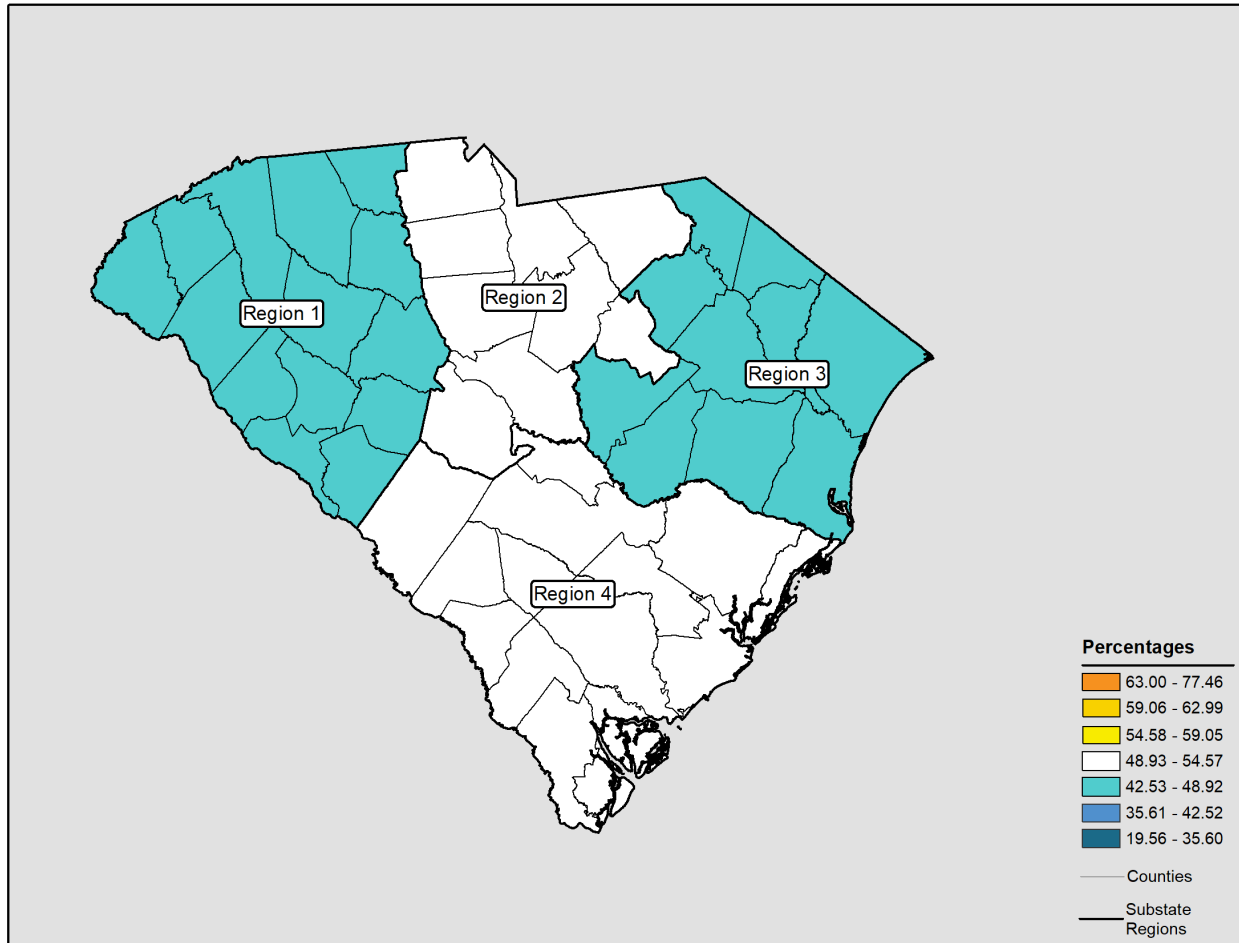 Region 1
Region 2
Region 3
Region 4
Percentages
63.00 - 77.46
59.06 - 62.99
54.58 - 59.05
48.93 - 54.57
42.53 - 48.92
35.61 - 42.52
19.56 - 35.60
Counties
Substate
Regions